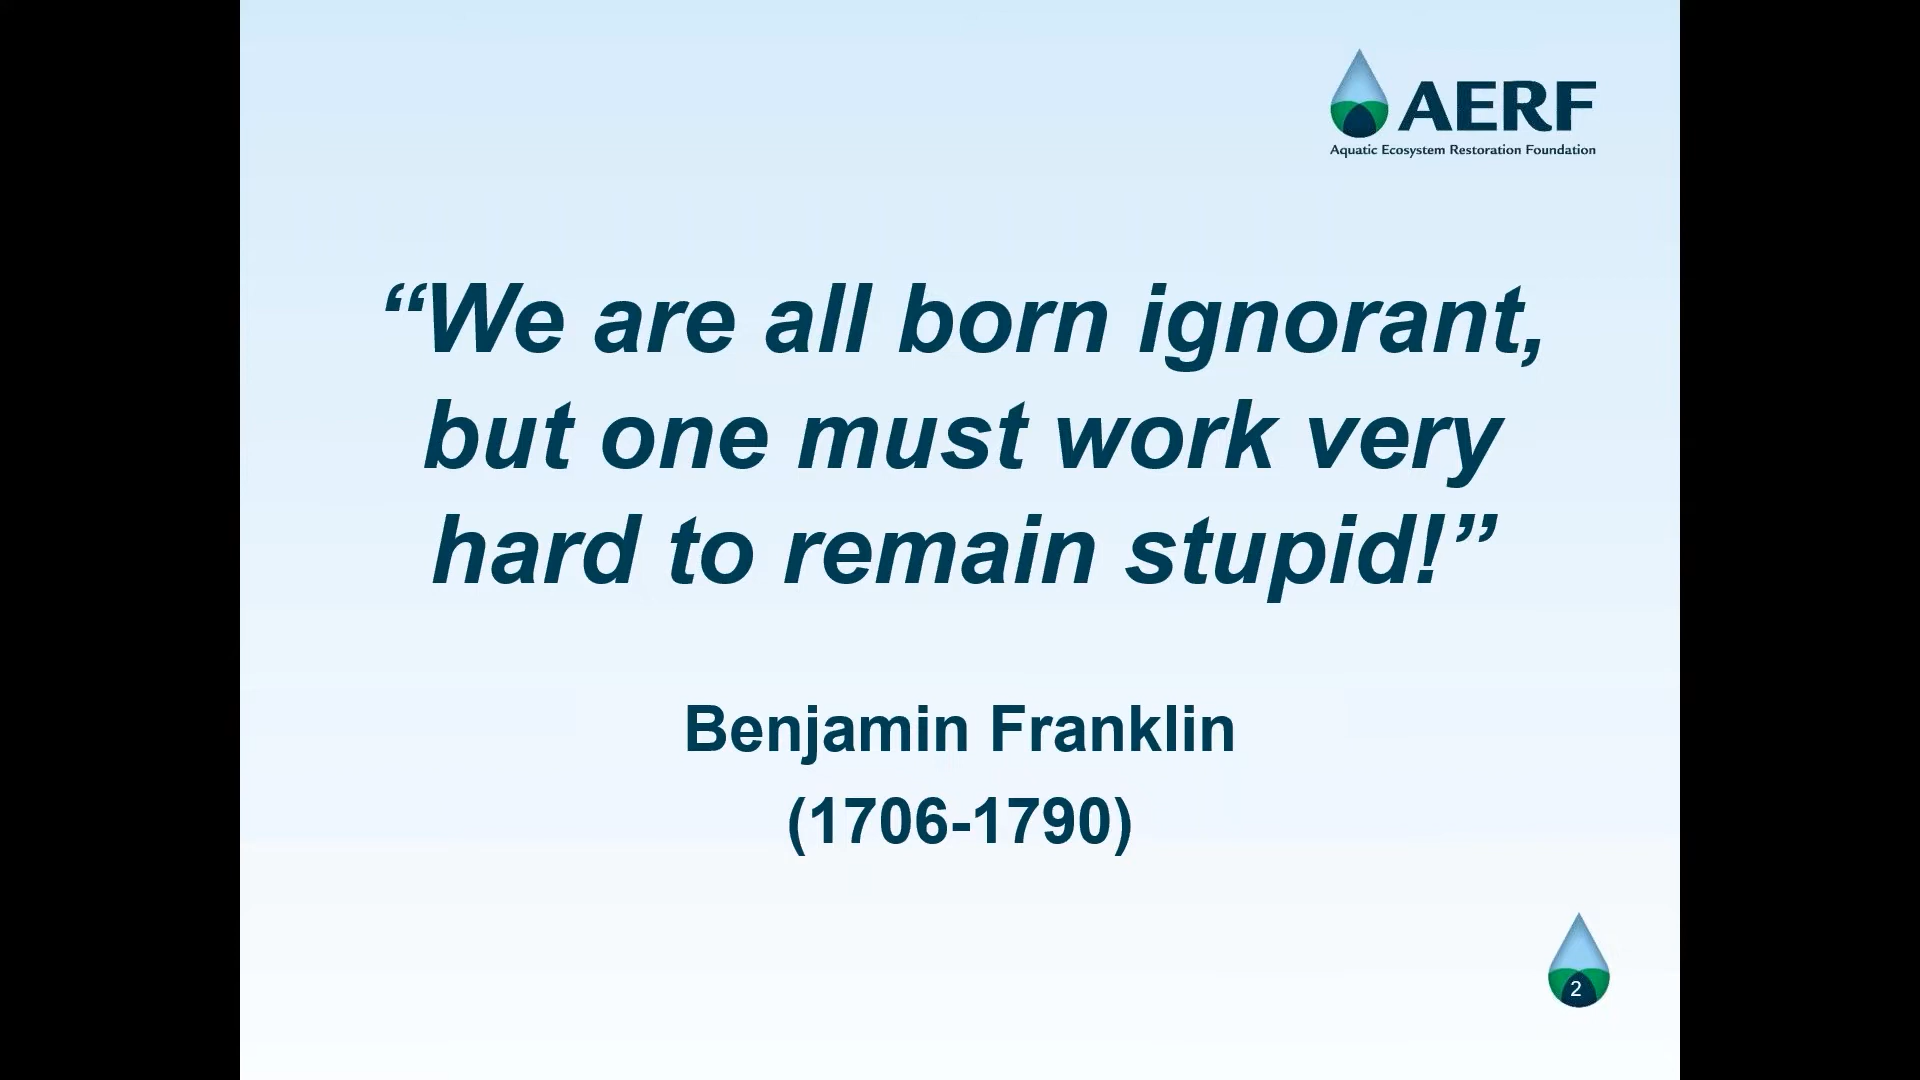 AERF
Aquatic Ecosystem Restoration Foundation
“We are all born ignorant,
but one must work very
hard to remain stupid!”
Benjamin Franklin
(1706-1790)
2